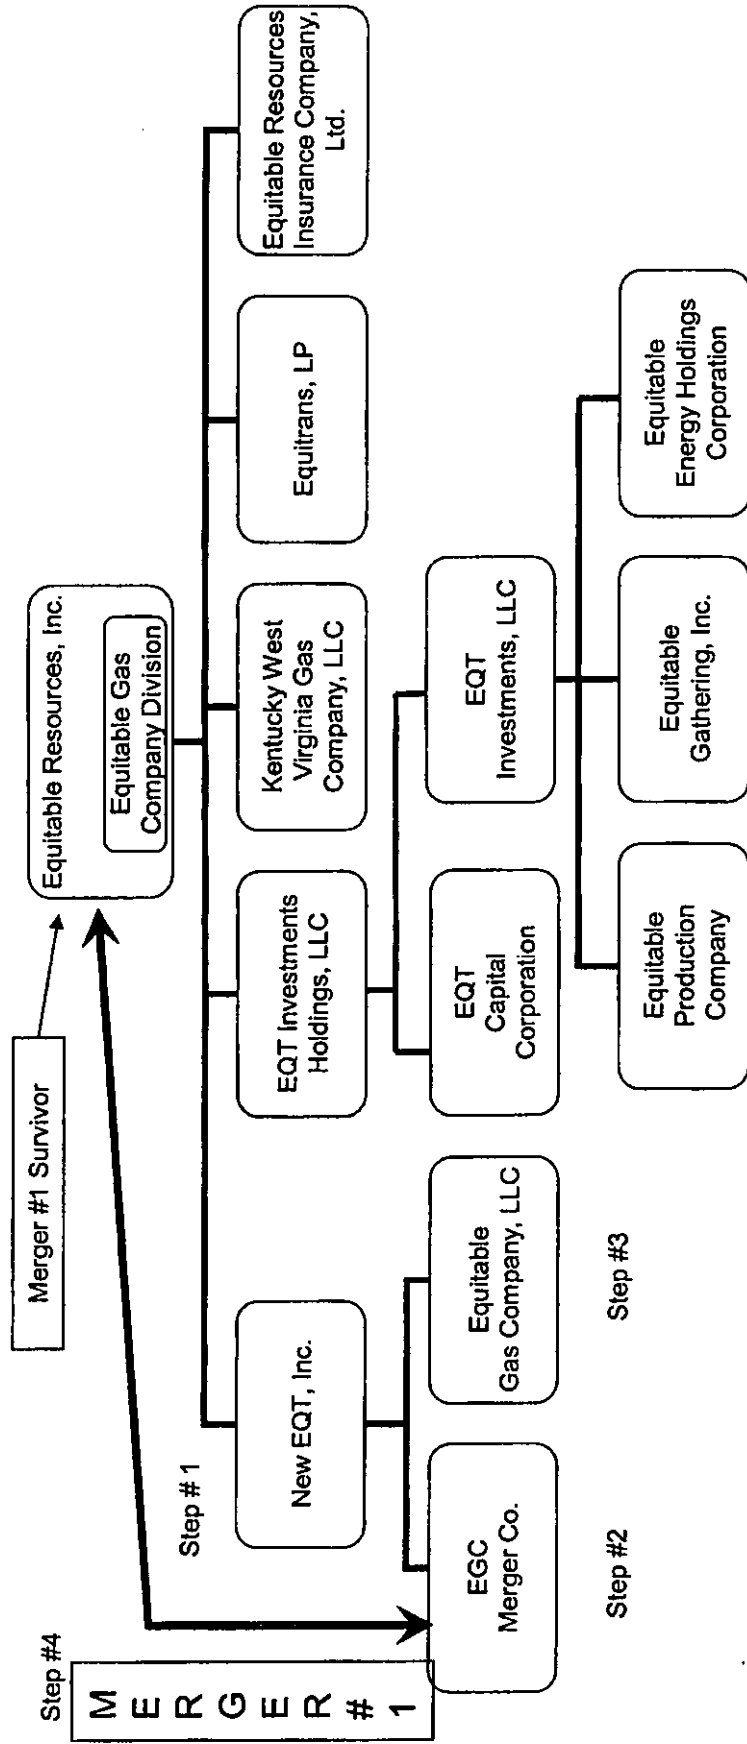 Step #4
M
E
R
G
E
R
#
1
Merger #1 Survivor
Equitable Resources, Inc.
Equitable Gas
Company Division
Step # 1
New EQT, Inc.
EQT Investments
Holdings, LLC
Kentucky West
Virginia Gas
Company, LLC
Equitrans, LP
Equitable Resources
Insurance Company,
Ltd.
EGC
Merger Co.
Equitable
Gas Company, LLC
EQT
Capital
Corporation
EQT
Investments, LLC
Step #2
Step #3
Equitable
Production
Company
Equitable
Gathering, Inc.
Equitable
Energy Holdings
Corporation